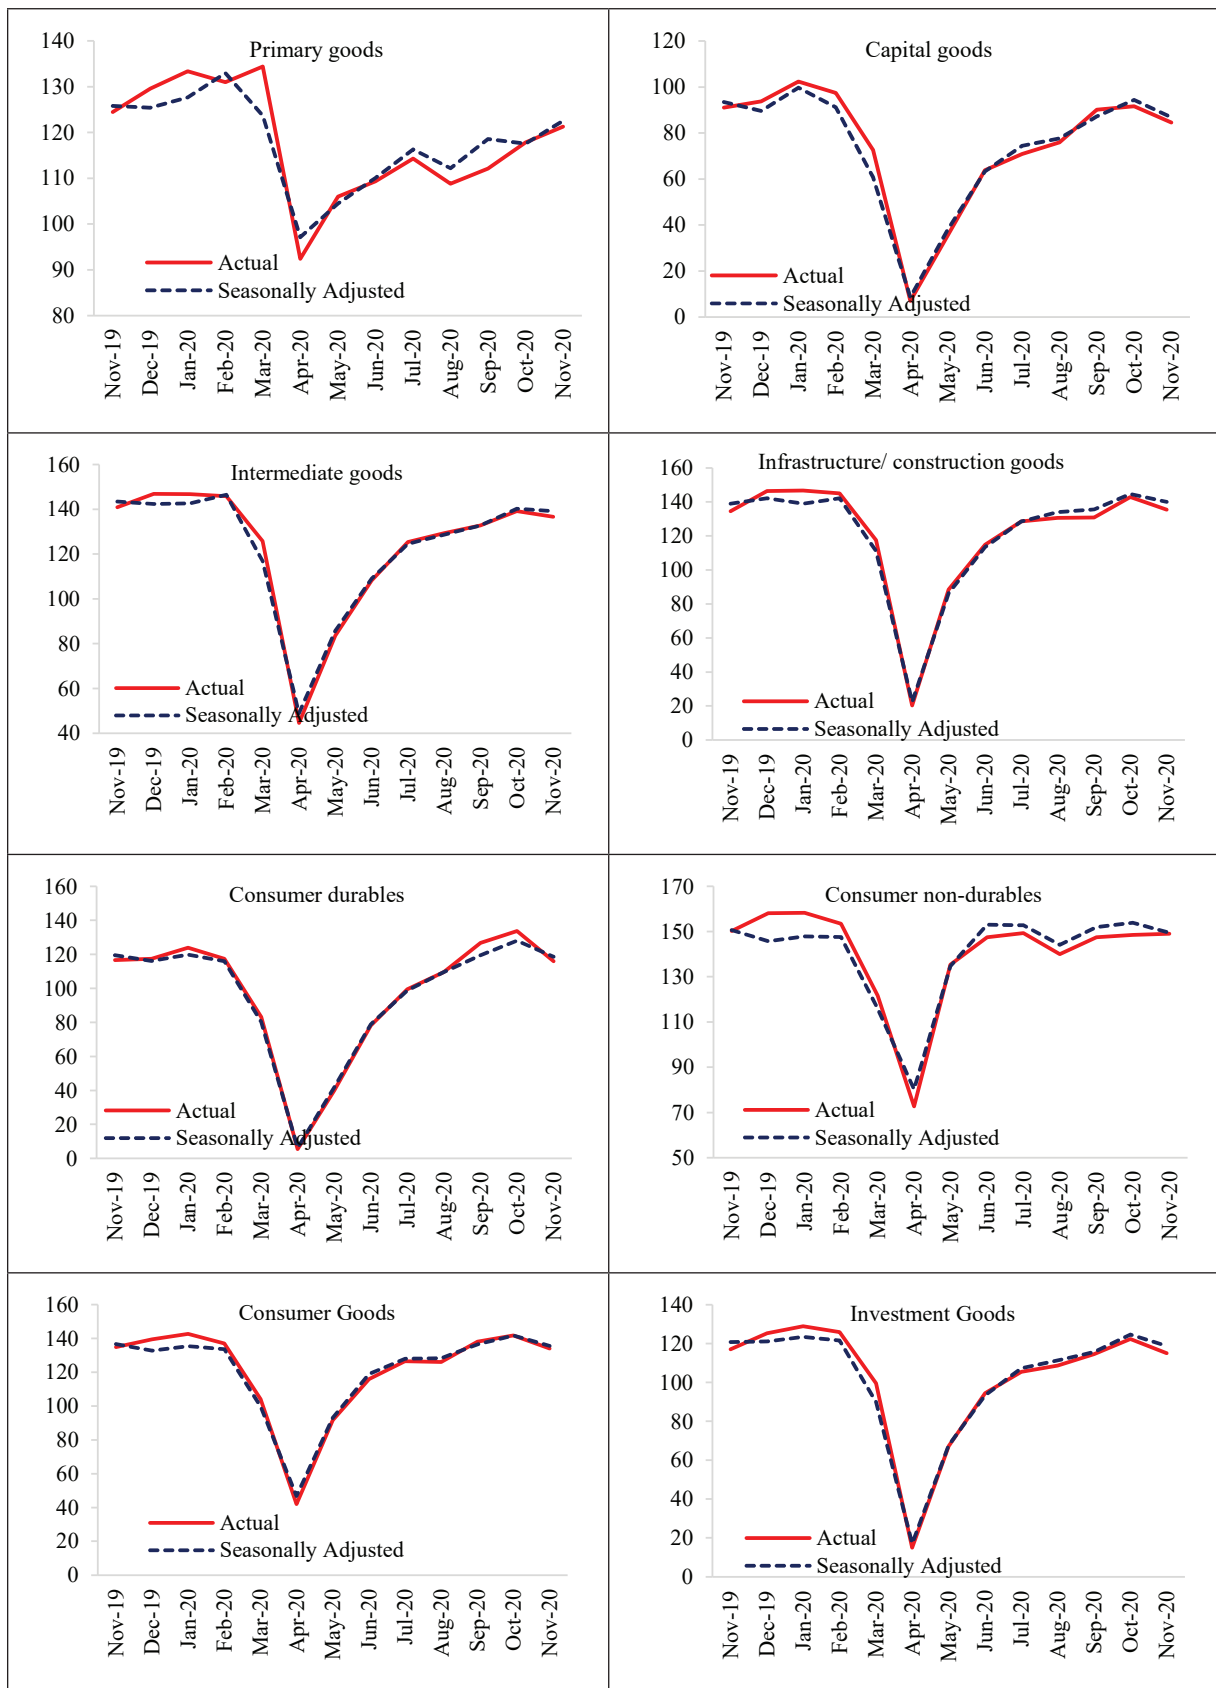 Primary goods
140
130
120
110
100
90
80
Actual
Seasonally Adjusted
Nov-19
Dec-19
Jan-20
Feb-20
Mar-20
Apr-20
May-20
Jun-20
Jul-20
Aug-20
Sep-20
Oct-20
Nov-20
Capital goods
120
100
80
60
40
20
0
Actual
Seasonally Adjusted
Nov-19
Dec-19
Jan-20
Feb-20
Mar-20
Apr-20
May-20
Jun-20
Jul-20
Aug-20
Sep-20
Oct-20
Nov-20
Intermediate goods
160
140
120
100
80
60
40
Actual
Seasonally Adjusted
Nov-19
Dec-19
Jan-20
Feb-20
Mar-20
Apr-20
May-20
Jun-20
Jul-20
Aug-20
Sep-20
Oct-20
Nov-20
Infrastructure/ construction goods
160
140
120
100
80
60
40
20
0
Actual
Seasonally Adjusted
Nov-19
Dec-19
Jan-20
Feb-20
Mar-20
Apr-20
May-20
Jun-20
Jul-20
Aug-20
Sep-20
Oct-20
Nov-20
Consumer durables
160
140
120
100
80
60
40
20
0
Actual
Seasonally Adjusted
Nov-19
Dec-19
Jan-20
Feb-20
Mar-20
Apr-20
May-20
Jun-20
Jul-20
Aug-20
Sep-20
Oct-20
Nov-20
Consumer non-durables
170
150
130
110
90
70
50
Actual
Seasonally Adjusted
Nov-19
Dec-19
Jan-20
Feb-20
Mar-20
Apr-20
May-20
Jun-20
Jul-20
Aug-20
Sep-20
Oct-20
Nov-20
Consumer Goods
160
140
120
100
80
60
40
20
0
Actual
Seasonally Adjusted
Nov-19
Dec-19
Jan-20
Feb-20
Mar-20
Apr-20
May-20
Jun-20
Jul-20
Aug-20
Sep-20
Oct-20
Nov-20
Investment Goods
140
120
100
80
60
40
20
0
Actual
Seasonally Adjusted
Nov-19
Dec-19
Jan-20
Feb-20
Mar-20
Apr-20
May-20
Jun-20
Jul-20
Aug-20
Sep-20
Oct-20
Nov-20